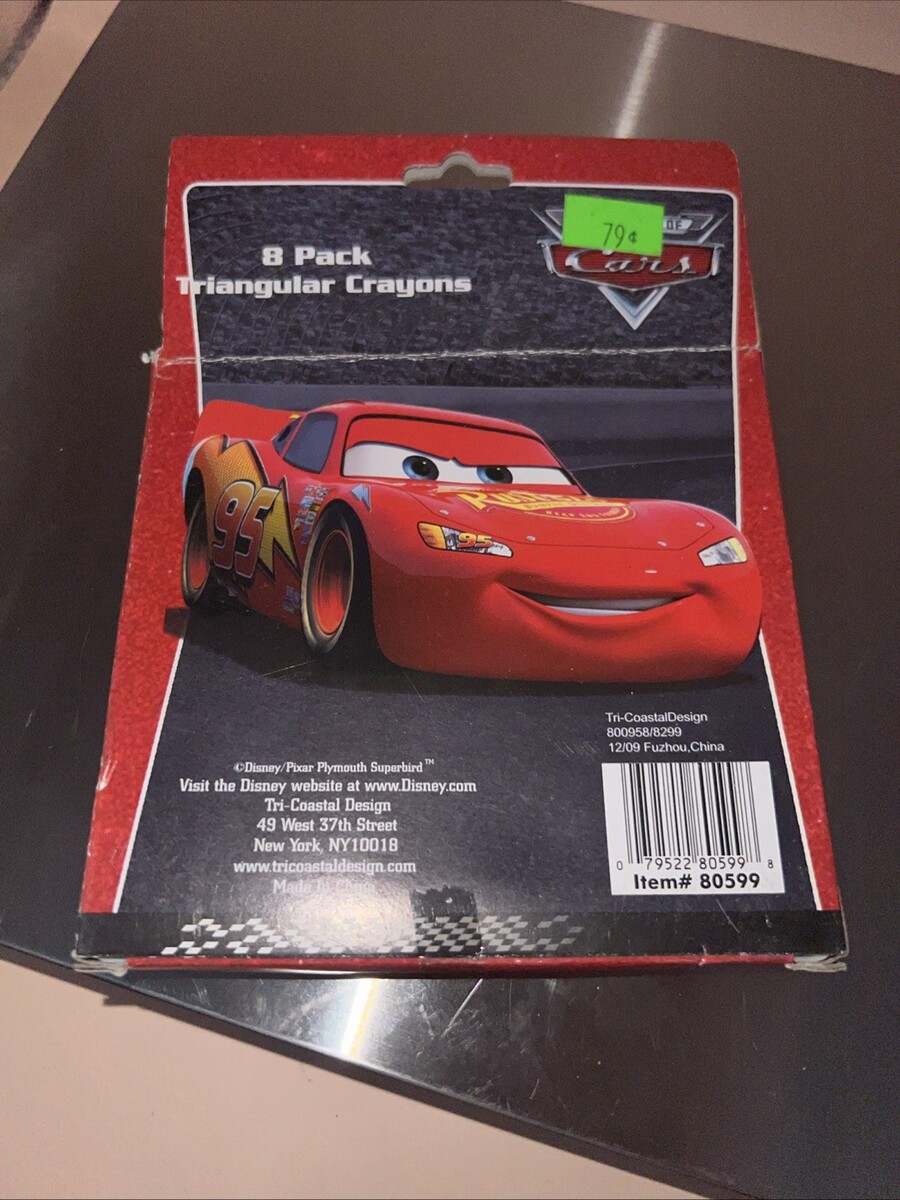 79¢
OF
Cars
8 Pack
Triangular Crayons
95
95
Tri-CoastalDesign
800958/8299
12/09 Fuzhou,China
©Disney/Pixar Plymouth Superbird™
Visit the Disney website at www.Disney.com
Tri-Coastal Design
49 West 37th Street
New York, NY10018
www.tricoastaldesign.com
Made In China
0 79522 80599 8
Item# 80599